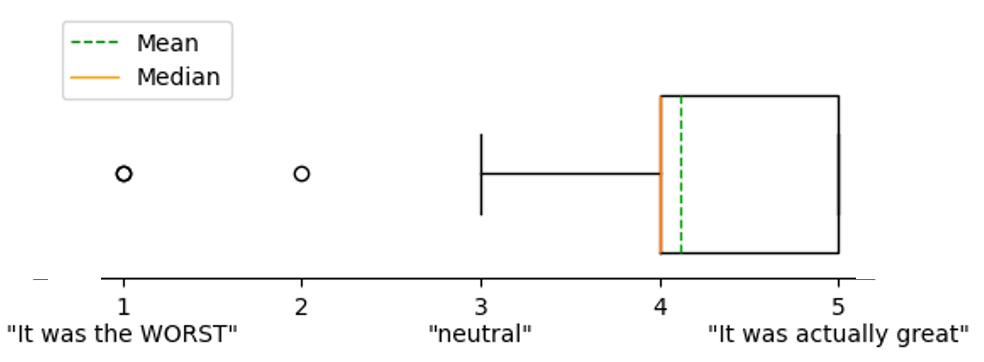 Mean
Median
1 2 3 4 5
"It was the WORST" "neutral" "It was actually great"